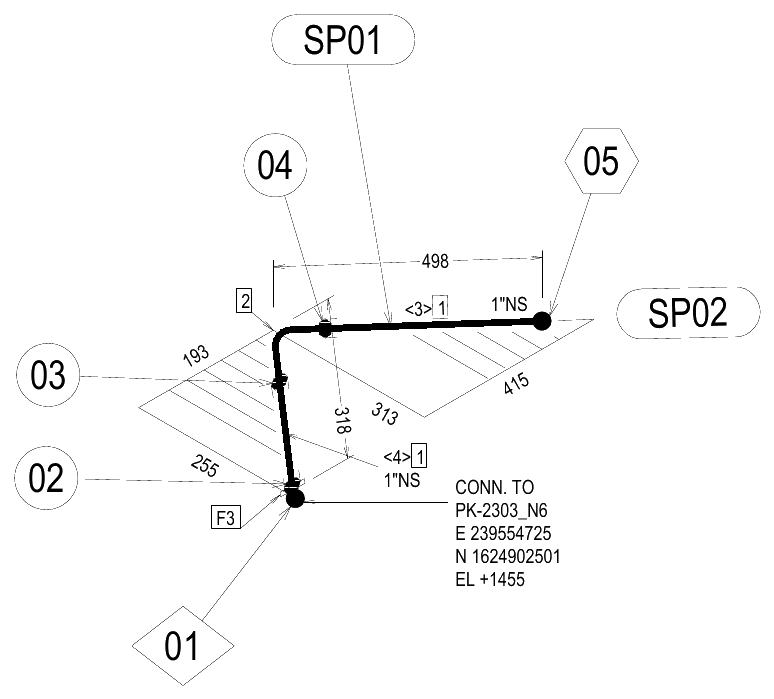 SP01
04
05
498
2
<3> 1
1"NS
SP02
193
03
318
313
415
<4> 1
1"NS
255
02
F3
CONN. TO
PK-2303_N6
E 239554725
N 1624902501
EL +1455
01